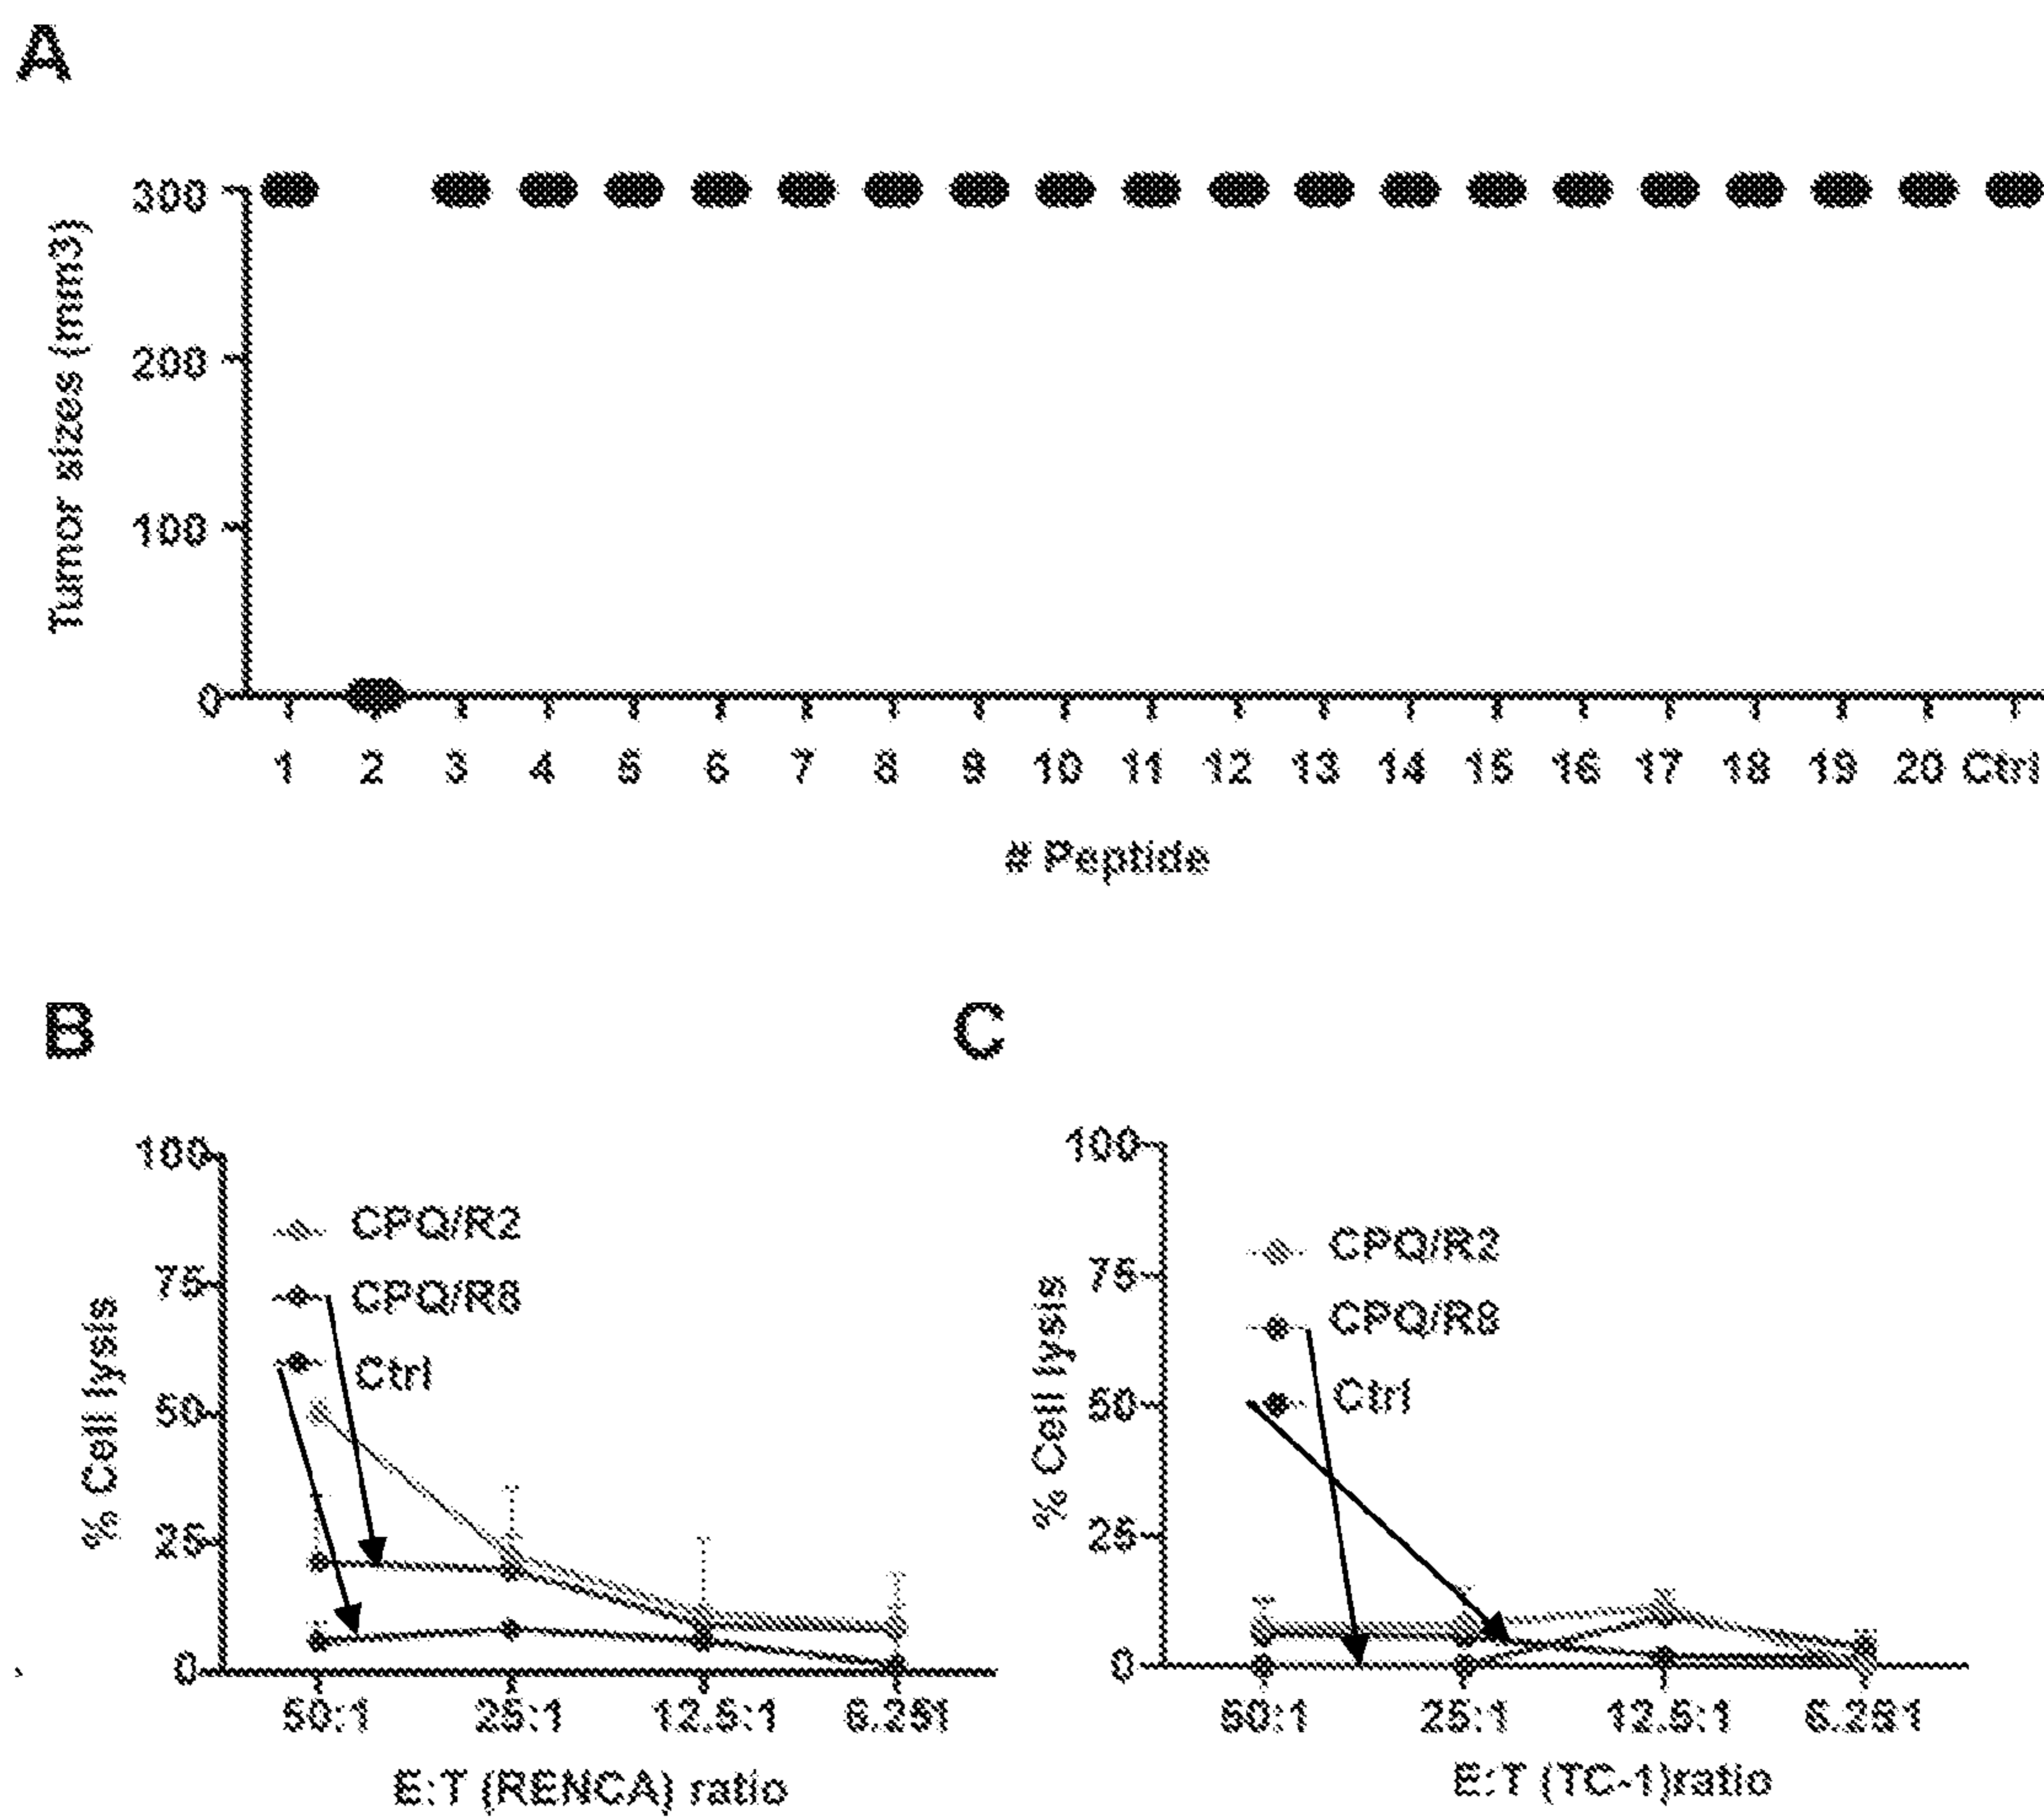 A
Tumor sizes (mm3)
300
200
100
0
1 2 3 4 5 6 7 8 9 10 11 12 13 14 15 16 17 18 19 20 Ctrl
# Peptide
B
% Cell lysis
100
75
50
25
0
CPQ/R2
CPQ/R8
Ctrl
50:1 25:1 12.5:1 6.251
E:T (RENCA) ratio
C
% Cell lysis
100
75
50
25
0
CPQ/R2
CPQ/R8
Ctrl
50:1 25:1 12.5:1 6.251
E:T (TC-1)ratio